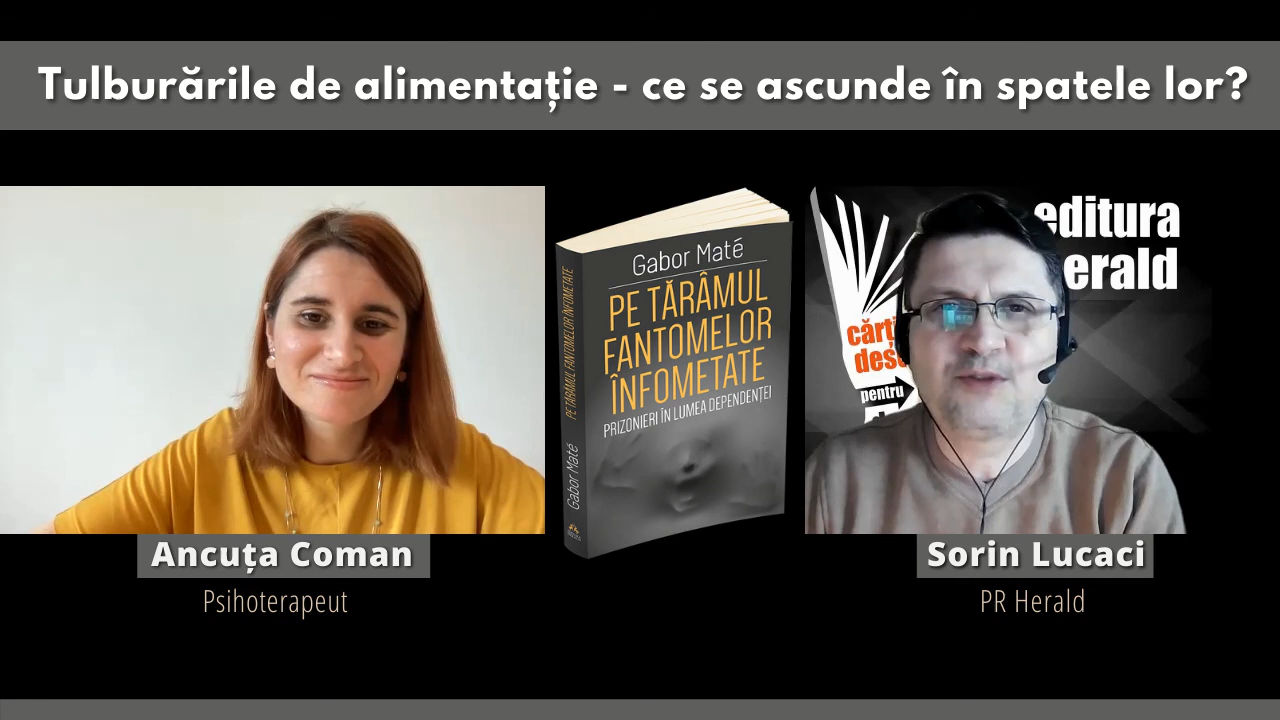 Tulburările de alimentație - ce se ascunde în spatele lor?
Gabor Maté
PE TĂRÂMUL
FANTOMELOR
ÎNFOMETATE
PRIZONIERI ÎN LUMEA DEPENDENȚEI
PE TĂRÂMUL FANTOMELOR ÎNFOMETATE
Gabor Maté
editura
erald
cărți
pentru
Ancuța Coman
Psihoterapeut
Sorin Lucaci
PR Herald